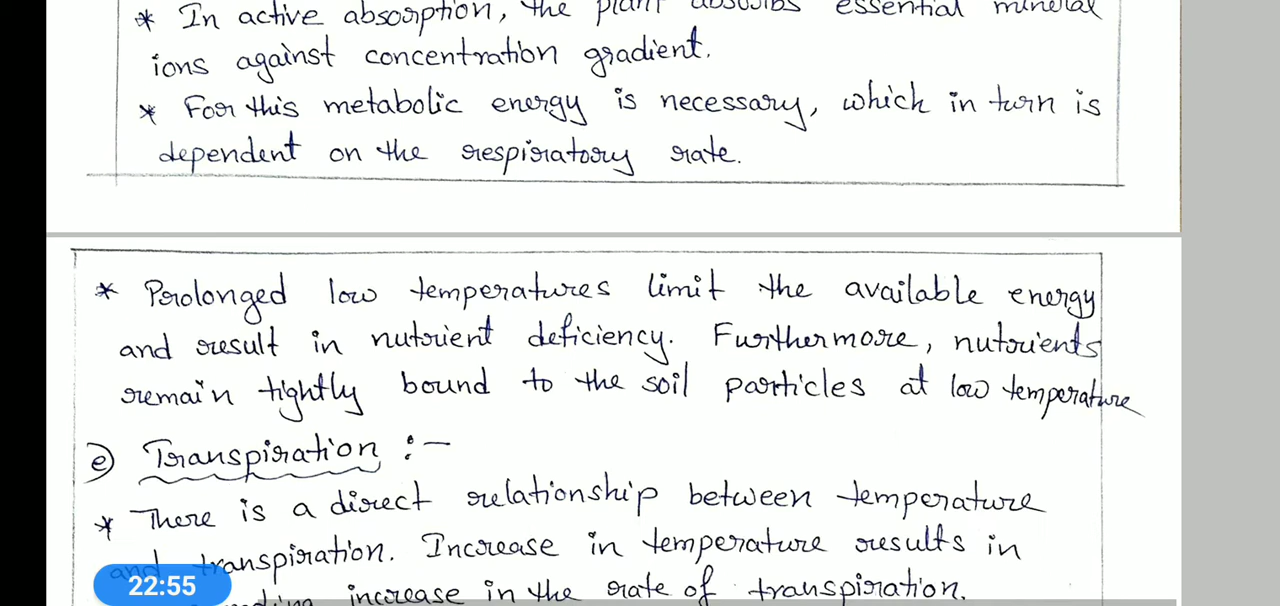 * In active absorption, the plant absorbs essential mineral
ions against concentration gradient.
* For this metabolic energy is necessary, which in turn is
dependent on the respiratory rate.
* Prolonged low temperatures limit the available energy
and result in nutrient deficiency. Furthermore, nutrients
remain tightly bound to the soil particles at low temperature
e) Transpiration :-
* There is a direct relationship between temperature
and transpiration. Increase in temperature results in
increase in the rate of transpiration.
22:55